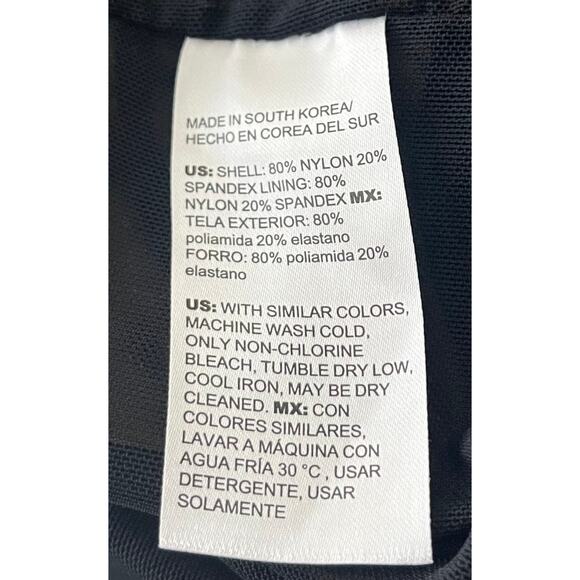 MADE IN SOUTH KOREA/
HECHO EN COREA DEL SUR
US: SHELL: 80% NYLON 20%
SPANDEX LINING: 80%
NYLON 20% SPANDEX MX:
TELA EXTERIOR: 80%
poliamida 20% elastano
FORRO: 80% poliamida 20%
elastano
US: WITH SIMILAR COLORS,
MACHINE WASH COLD,
ONLY NON-CHLORINE
BLEACH, TUMBLE DRY LOW,
COOL IRON, MAY BE DRY
CLEANED. MX: CON
COLORES SIMILARES,
LAVAR A MÁQUINA CON
AGUA FRÍA 30 °C , USAR
DETERGENTE, USAR
SOLAMENTE